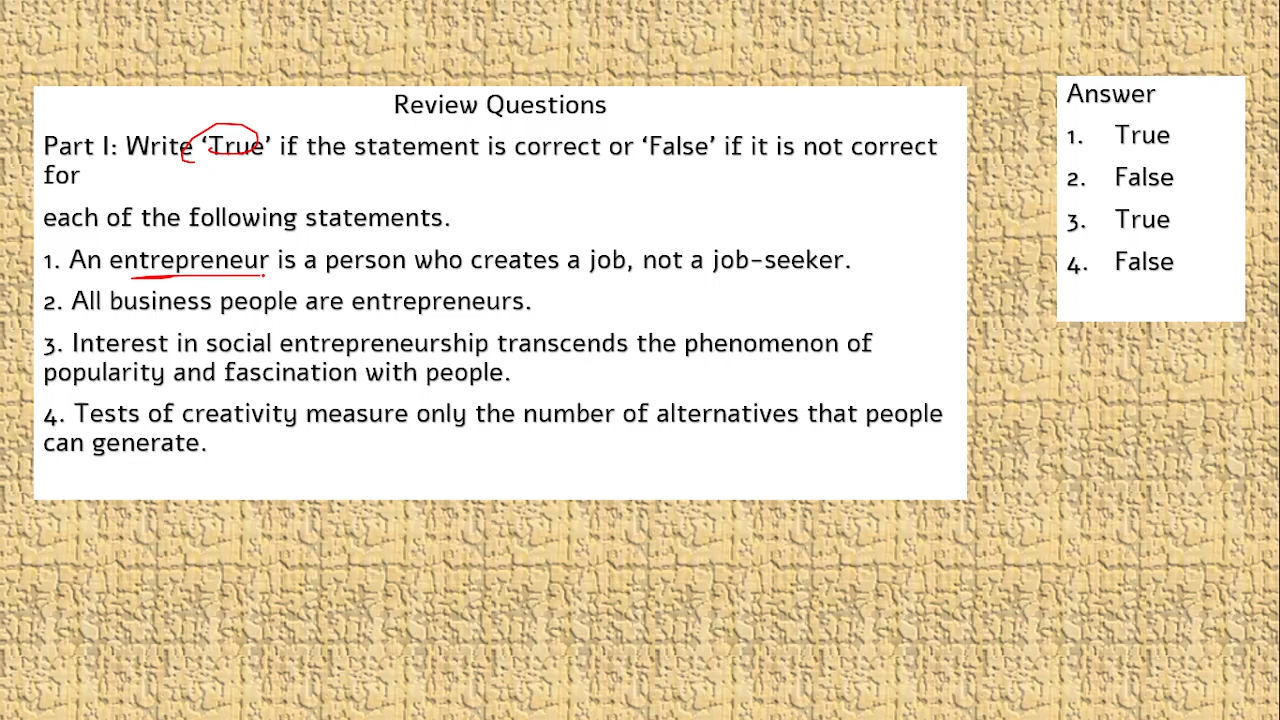 Review Questions
Part I: Write ‘True’ if the statement is correct or ‘False’ if it is not correct
for
each of the following statements.
1. An entrepreneur is a person who creates a job, not a job-seeker.
2. All business people are entrepreneurs.
3. Interest in social entrepreneurship transcends the phenomenon of
popularity and fascination with people.
4. Tests of creativity measure only the number of alternatives that people
can generate.
Answer
1. True
2. False
3. True
4. False